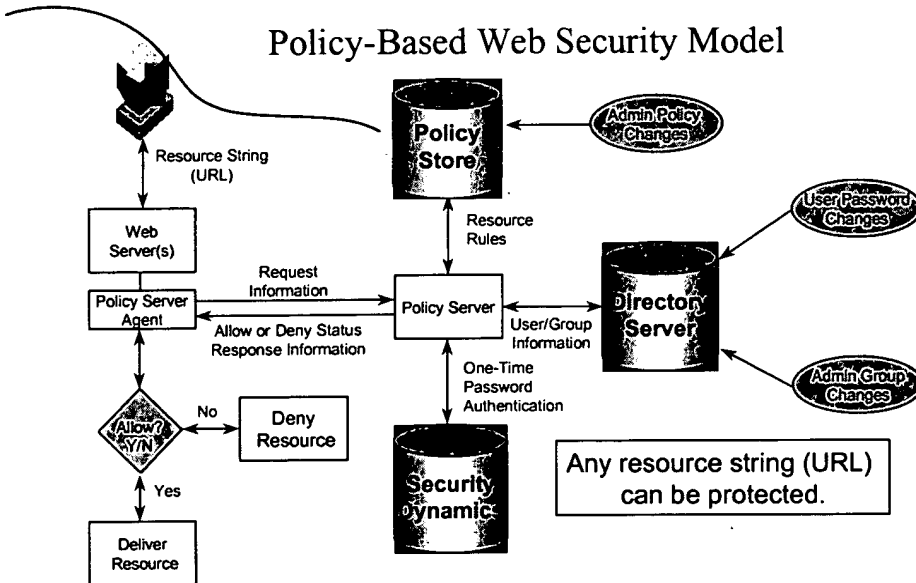 Policy-Based Web Security Model
Resource String
(URL)
Web
Server(s)
Policy Server
Agent
Request
Information
Allow or Deny Status
Response Information
Allow?
Y/N
No
Deny
Resource
Yes
Deliver
Resource
Policy
Store
Admin Policy
Changes
Resource
Rules
Policy Server
User/Group
Information
Directory
Server
User Password
Changes
Admin Group
Changes
One-Time
Password
Authentication
Security
Dynamic
Any resource string (URL)
can be protected.